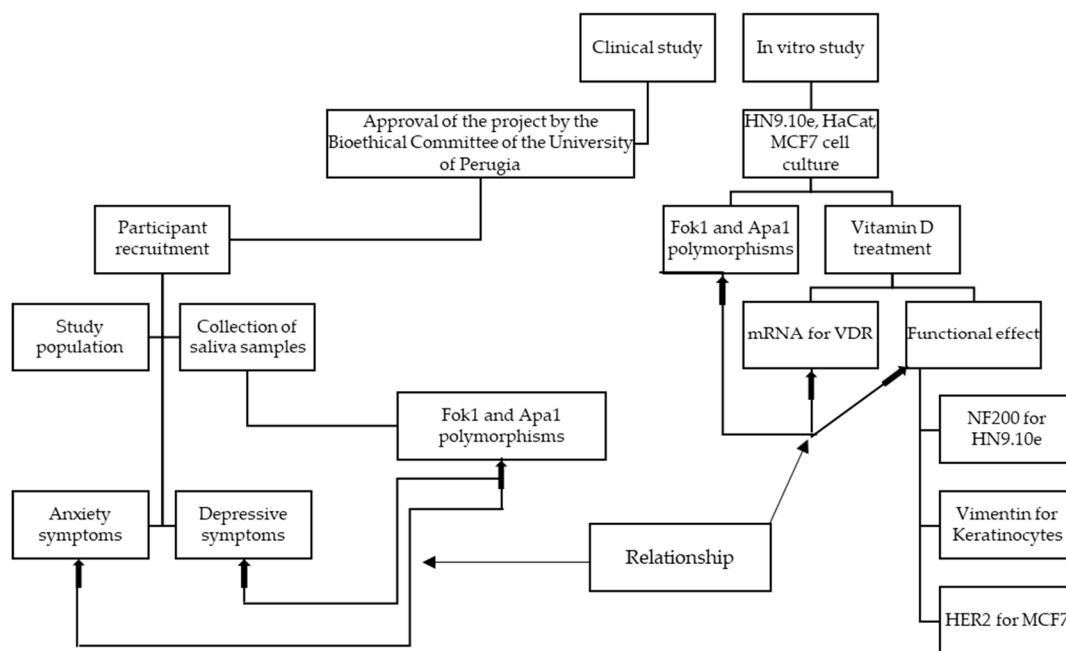 Clinical study
In vitro study
Approval of the project by the
Bioethical Committee of the University
of Perugia
HN9.10e, HaCat,
MCF7 cell
culture
Participant
recruitment
Fok1 and Apa1
polymorphisms
Vitamin D
treatment
Study
population
Collection of
saliva samples
mRNA for VDR
Functional effect
Fok1 and Apa1
polymorphisms
NF200 for
HN9.10e
Anxiety
symptoms
Depressive
symptoms
Relationship
Vimentin for
Keratinocytes
HER2 for MCF7